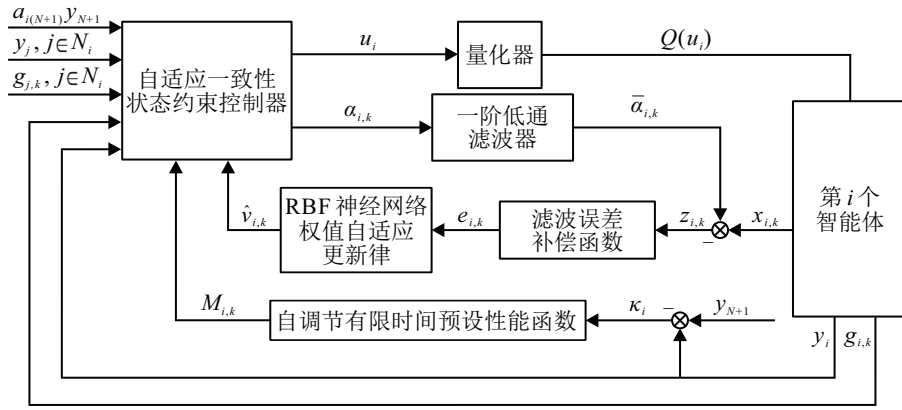 a_{i(N+1)} y_{N+1}
y_j, j∈N_i
g_{j,k}, j∈N_i
自适应一致性
状态约束控制器
u_i
量化器
Q(u_i)
α_{i,k}
一阶低通
滤波器
ᾱ_{i,k}
第 i 个
智能体
v̂_{i,k}
RBF 神经网络
权值自适应
更新律
e_{i,k}
滤波误差
补偿函数
z_{i,k}
−
x_{i,k}
M_{i,k}
自调节有限时间预设性能函数
κ_i
−
y_{N+1}
y_i
g_{i,k}